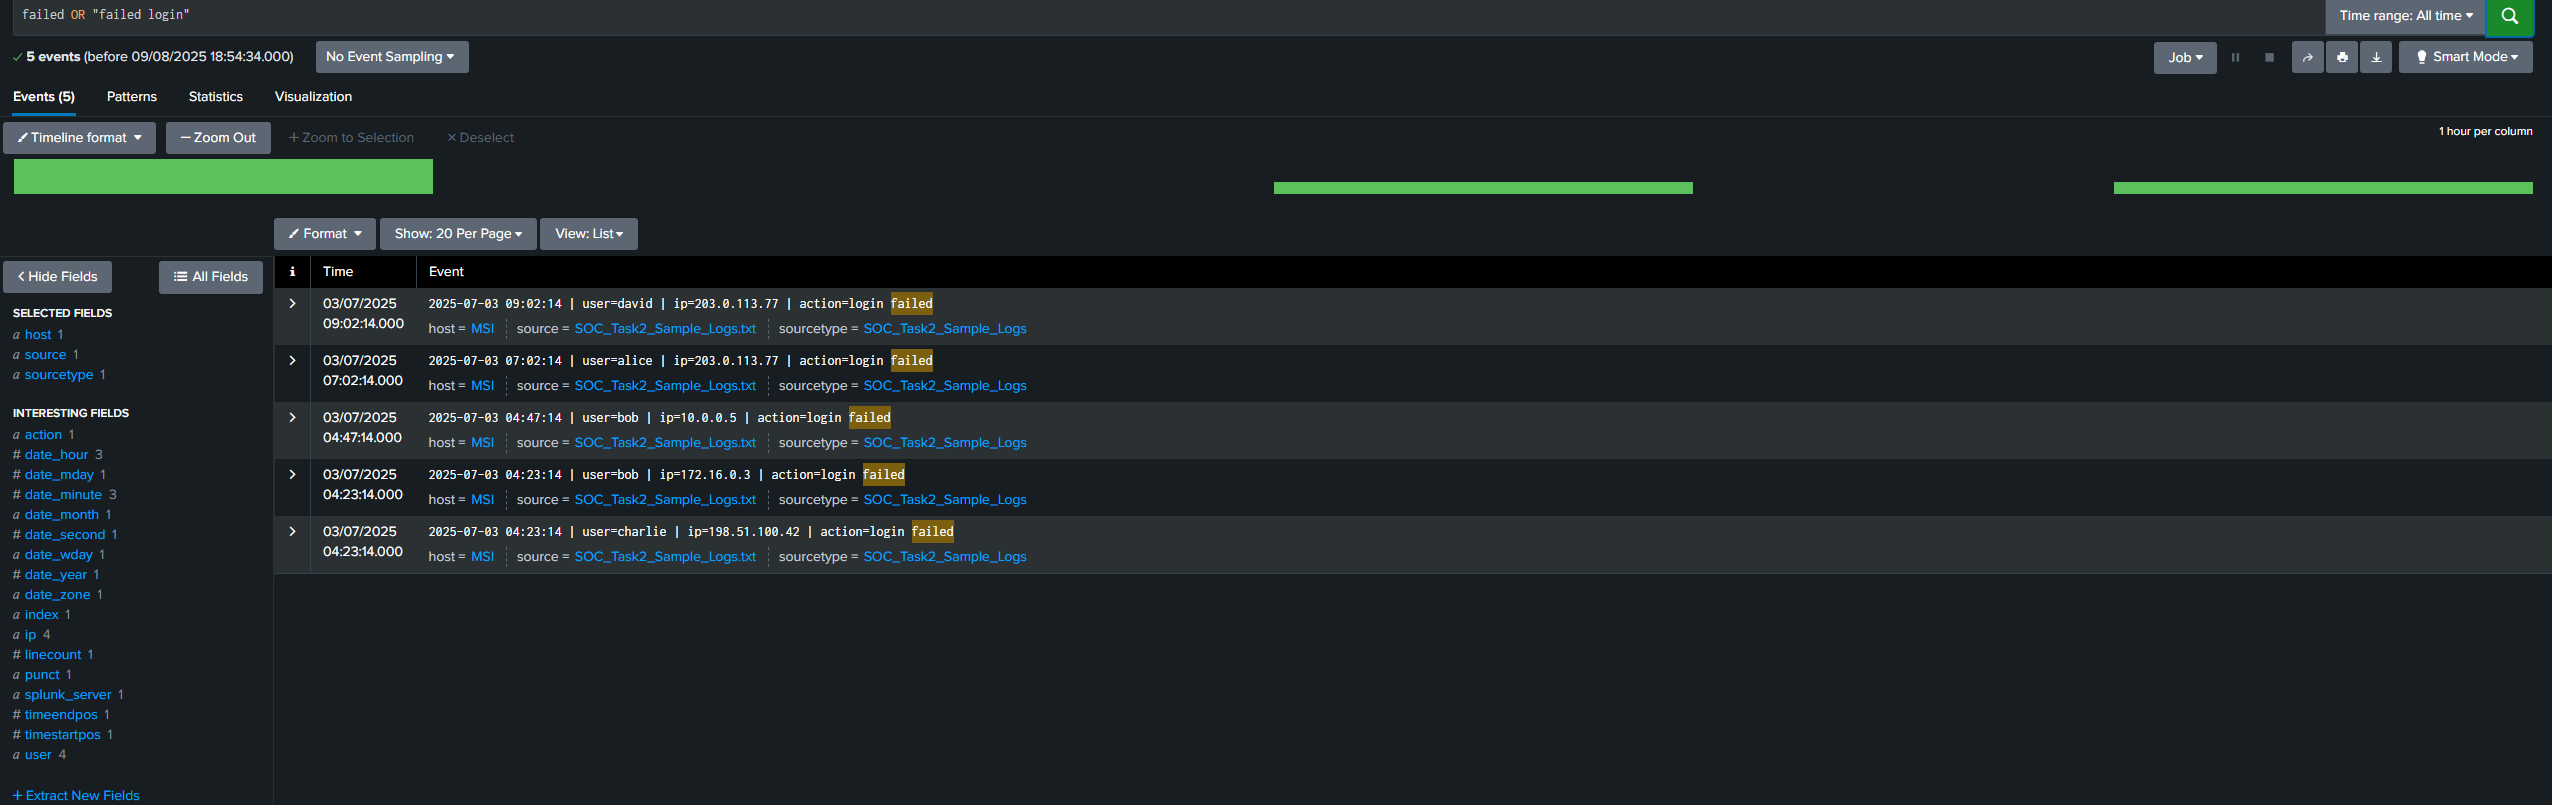 failed OR "failed login"
Time range: All time
5 events (before 09/08/2025 18:54:34.000)
No Event Sampling
Job
Smart Mode
Events (5)
Patterns
Statistics
Visualization
Timeline format
— Zoom Out
+ Zoom to Selection
× Deselect
1 hour per column
Format
Show: 20 Per Page
View: List
< Hide Fields
All Fields
SELECTED FIELDS
a host 1
a source 1
a sourcetype 1
INTERESTING FIELDS
a action 1
# date_hour 3
# date_mday 1
# date_minute 3
a date_month 1
# date_second 1
a date_wday 1
# date_year 1
a date_zone 1
a index 1
a ip 4
# linecount 1
a punct 1
a splunk_server 1
# timeendpos 1
# timestartpos 1
a user 4
+ Extract New Fields
i Time Event
03/07/2025
09:02:14.000
2025-07-03 09:02:14 | user=david | ip=203.0.113.77 | action=login failed
host = MSI source = SOC_Task2_Sample_Logs.txt sourcetype = SOC_Task2_Sample_Logs
03/07/2025
07:02:14.000
2025-07-03 07:02:14 | user=alice | ip=203.0.113.77 | action=login failed
host = MSI source = SOC_Task2_Sample_Logs.txt sourcetype = SOC_Task2_Sample_Logs
03/07/2025
04:47:14.000
2025-07-03 04:47:14 | user=bob | ip=10.0.0.5 | action=login failed
host = MSI source = SOC_Task2_Sample_Logs.txt sourcetype = SOC_Task2_Sample_Logs
03/07/2025
04:23:14.000
2025-07-03 04:23:14 | user=bob | ip=172.16.0.3 | action=login failed
host = MSI source = SOC_Task2_Sample_Logs.txt sourcetype = SOC_Task2_Sample_Logs
03/07/2025
04:23:14.000
2025-07-03 04:23:14 | user=charlie | ip=198.51.100.42 | action=login failed
host = MSI source = SOC_Task2_Sample_Logs.txt sourcetype = SOC_Task2_Sample_Logs